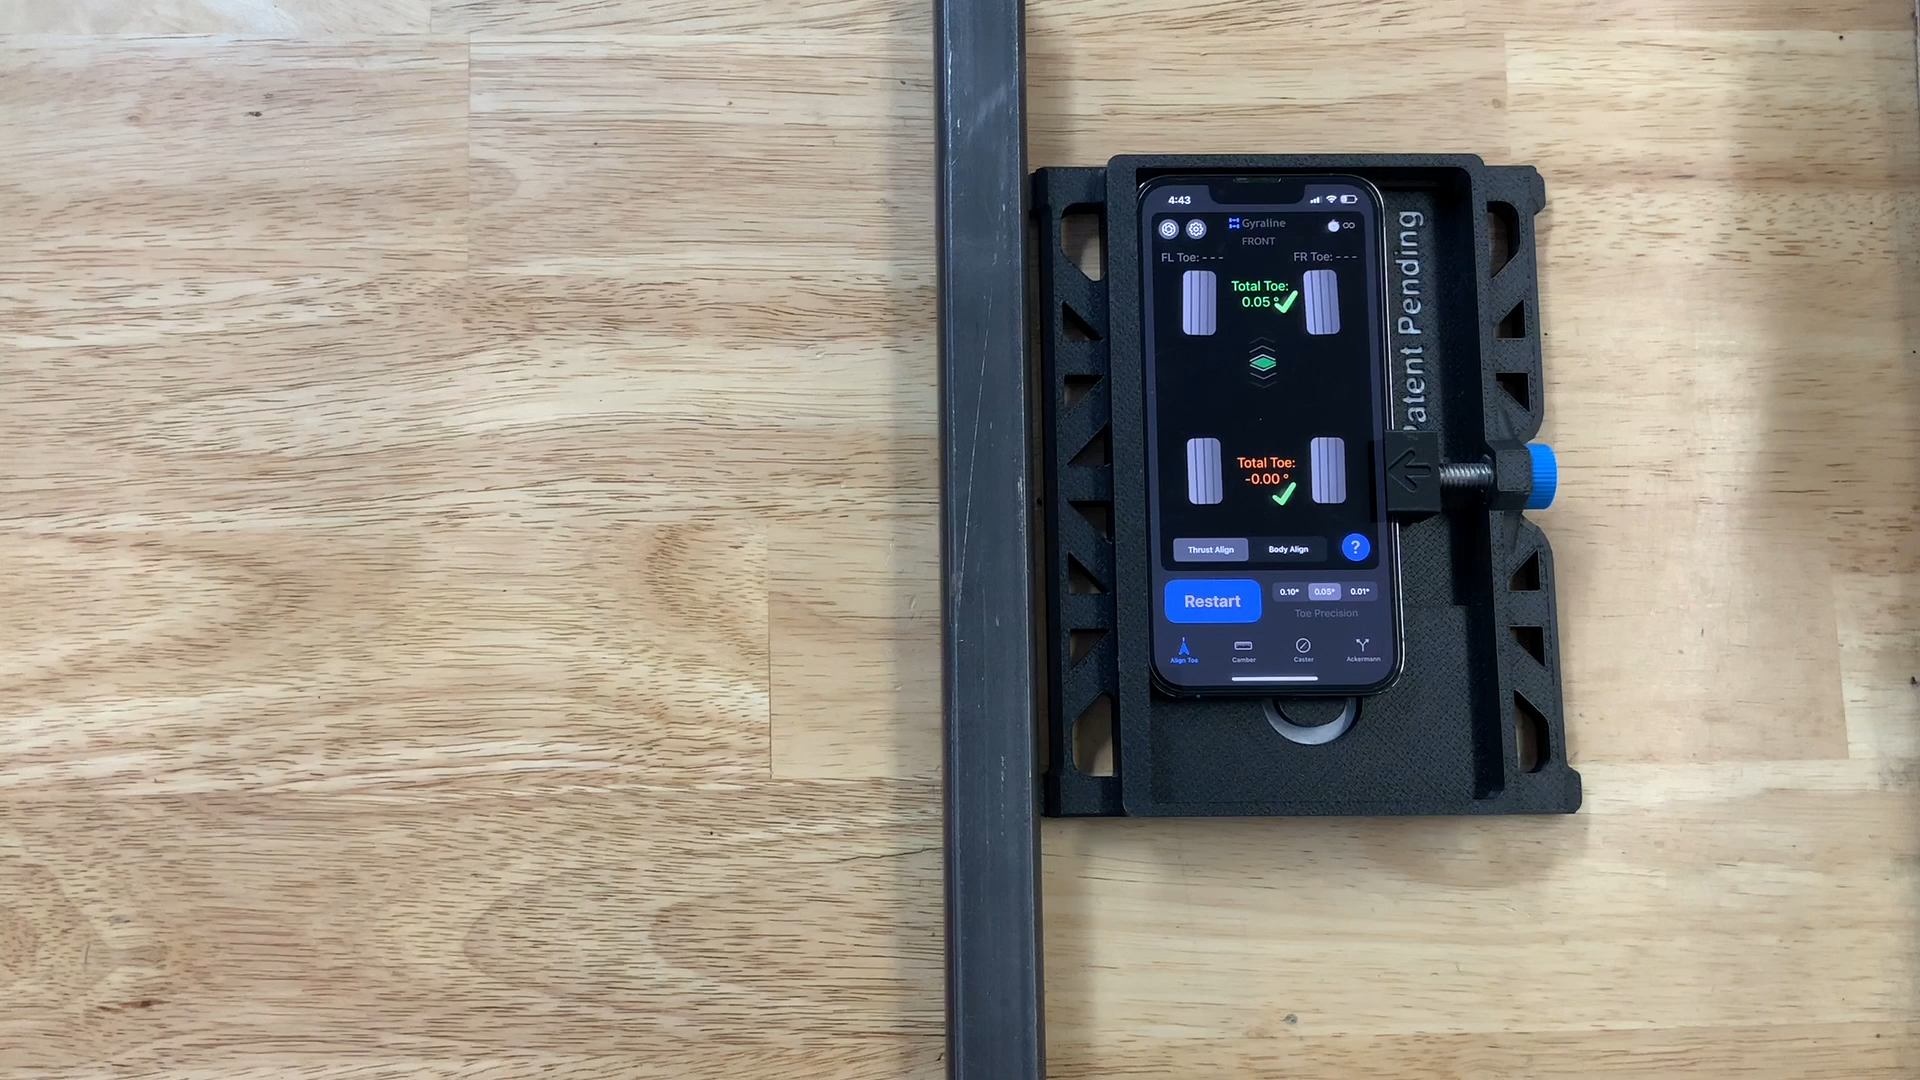 4:43
Gyraline
FRONT
FL Toe: - - -
FR Toe: - - -
Total Toe:
0.05 °
Total Toe:
-0.00 °
Thrust Align
Body Align
?
Restart
0.10°
0.05°
0.01°
Toe Precision
Align Toe
Camber
Caster
Ackermann
Patent Pending